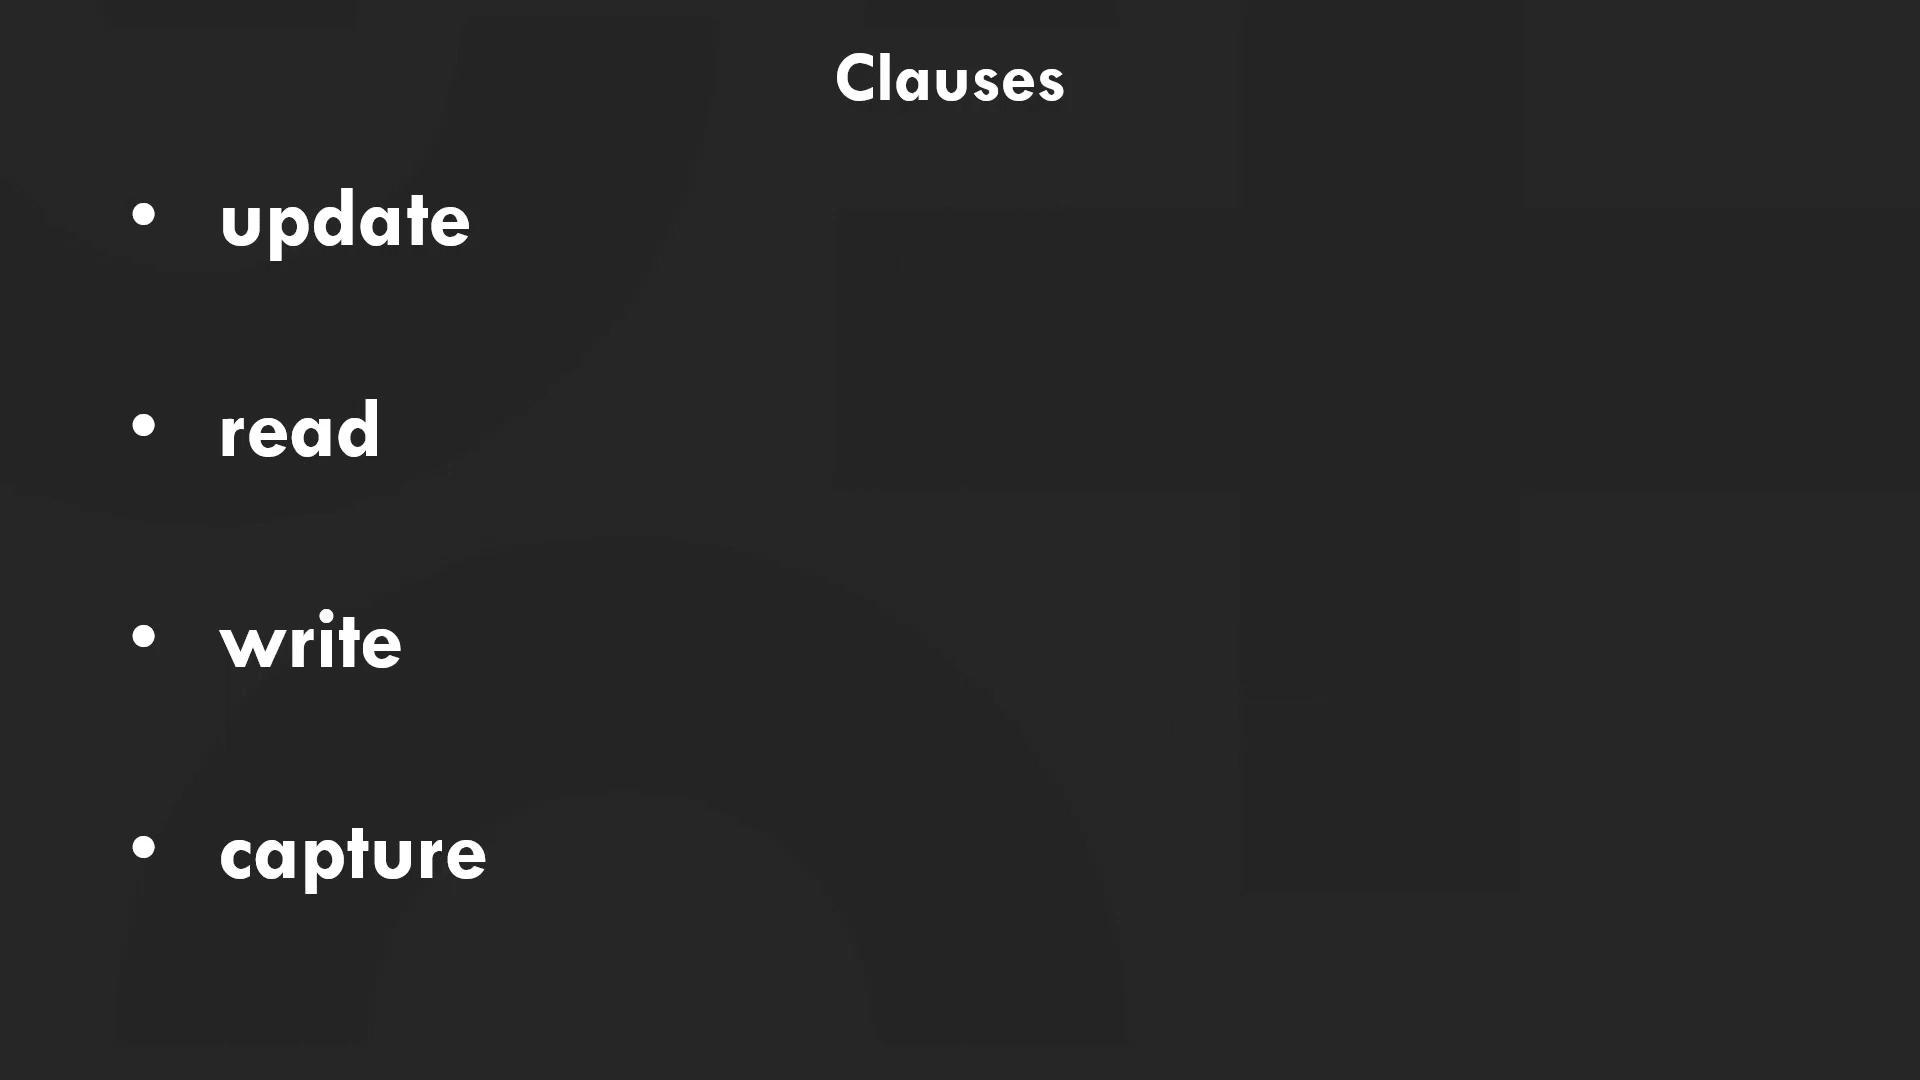 Clauses
• update
• read
• write
• capture